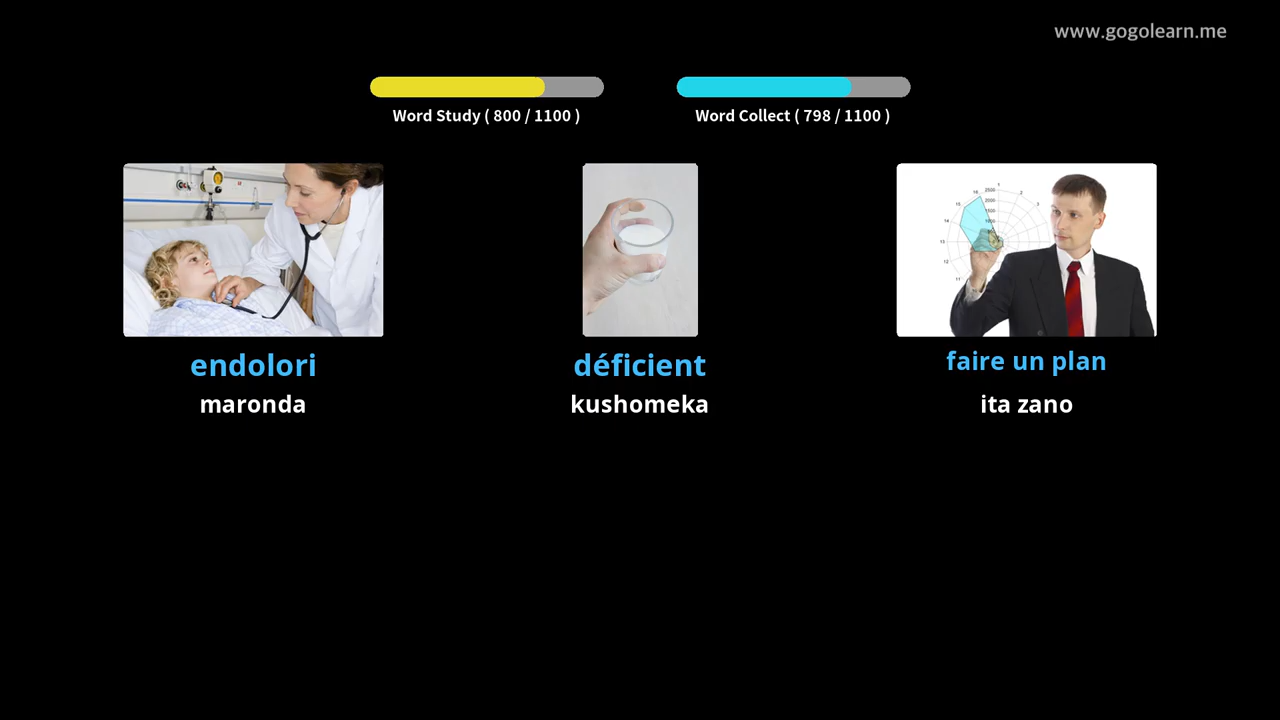 www.gogolearn.me
Word Study ( 800 / 1100 )
Word Collect ( 798 / 1100 )
endolori
déficient
faire un plan
maronda
kushomeka
ita zano